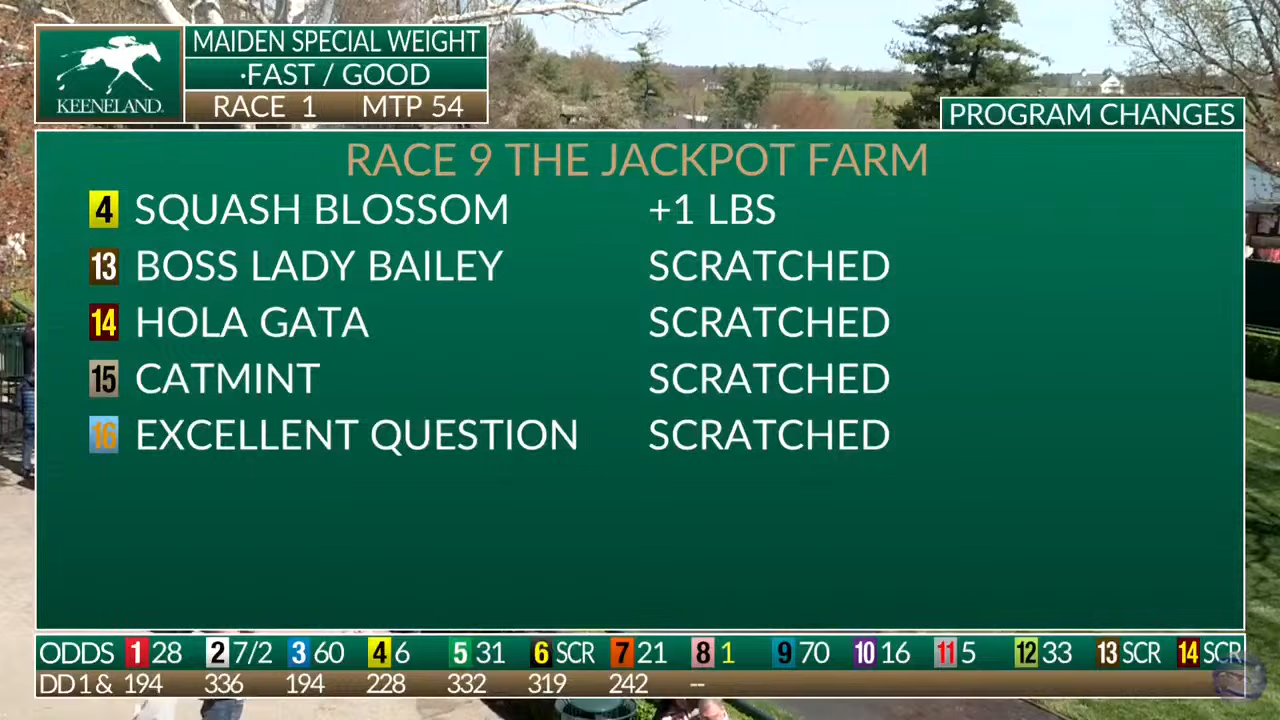 MAIDEN SPECIAL WEIGHT
·FAST / GOOD
KEENELAND.
RACE 1 MTP 54
PROGRAM CHANGES
RACE 9 THE JACKPOT FARM
4 SQUASH BLOSSOM +1 LBS
13 BOSS LADY BAILEY SCRATCHED
14 HOLA GATA SCRATCHED
15 CATMINT SCRATCHED
16 EXCELLENT QUESTION SCRATCHED
ODDS 1 28 2 7/2 3 60 4 6 5 31 6 SCR 7 21 8 1 9 70 10 16 11 5 12 33 13 SCR 14 SCR
DD 1 & 194 336 194 228 332 319 242 --